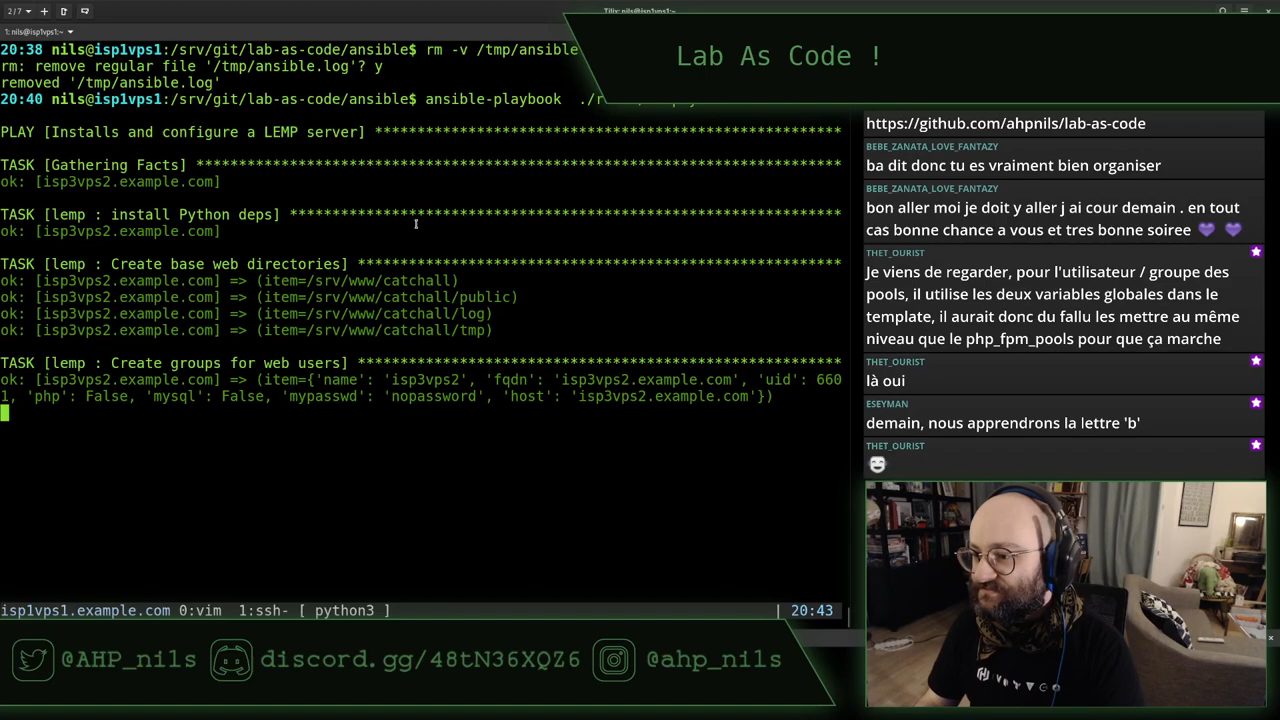 2/7
1: nils@isp1vps1:~
20:38 nils@isp1vps1:/srv/git/lab-as-code/ansible$ rm -v /tmp/ansible
rm: remove regular file '/tmp/ansible.log'? y
removed '/tmp/ansible.log'
20:40 nils@isp1vps1:/srv/git/lab-as-code/ansible$ ansible-playbook ./r
PLAY [Installs and configure a LEMP server] *****************************************************
TASK [Gathering Facts] **************************************************************************
ok: [isp3vps2.example.com]
TASK [lemp : install Python deps] ***************************************************************
ok: [isp3vps2.example.com]
TASK [lemp : Create base web directories] *******************************************************
ok: [isp3vps2.example.com] => (item=/srv/www/catchall)
ok: [isp3vps2.example.com] => (item=/srv/www/catchall/public)
ok: [isp3vps2.example.com] => (item=/srv/www/catchall/log)
ok: [isp3vps2.example.com] => (item=/srv/www/catchall/tmp)
TASK [lemp : Create groups for web users] *******************************************************
ok: [isp3vps2.example.com] => (item={'name': 'isp3vps2', 'fqdn': 'isp3vps2.example.com', 'uid': 660
1, 'php': False, 'mysql': False, 'mypasswd': 'nopassword', 'host': 'isp3vps2.example.com'})
isp1vps1.example.com 0:vim 1:ssh- [ python3 ] | 20:43
Lab As Code !
https://github.com/ahpnils/lab-as-code
BEBE_ZANATA_LOVE_FANTAZY
ba dit donc tu es vraiment bien organiser
BEBE_ZANATA_LOVE_FANTAZY
bon aller moi je doit y aller j ai cour demain . en tout
cas bonne chance a vous et tres bonne soiree 💜 💜
THET_OURIST
Je viens de regarder, pour l'utilisateur / groupe des
pools, il utilise les deux variables globales dans le
template, il aurait donc du fallu les mettre au même
niveau que le php_fpm_pools pour que ça marche
THET_OURIST
là oui
ESEYMAN
demain, nous apprendrons la lettre 'b'
THET_OURIST
@AHP_nils discord.gg/48tN36XQZ6 @ahp_nils